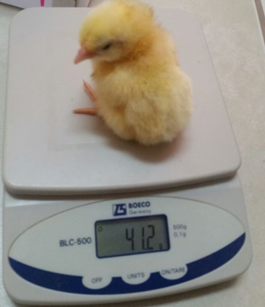 BOECO
Germany
BLC-500
41.2 g
500g
0.1g
OFF
UNITS
ON/TARE